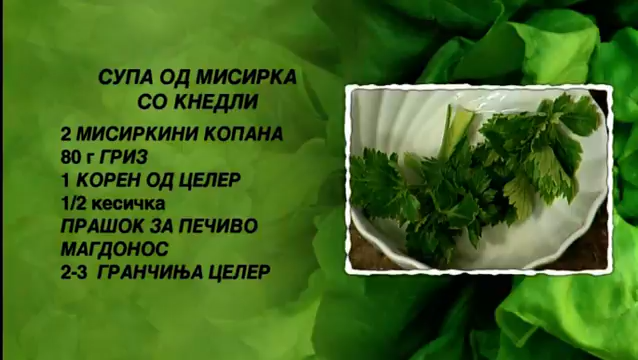 СУПА ОД МИСИРКА
СО КНЕДЛИ
2 МИСИРКИНИ КОПАНА
80 г ГРИЗ
1 КОРЕН ОД ЦЕЛЕР
1/2 кесичка
ПРАШОК ЗА ПЕЧИВО
МАГДОНОС
2-3 ГРАНЧИЊА ЦЕЛЕР